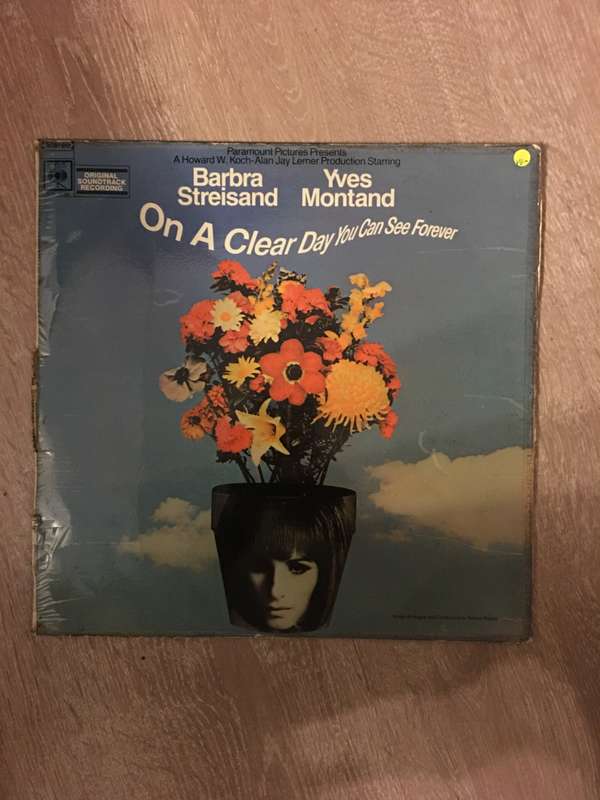 Paramount Pictures Presents
A Howard W. Koch-Alan Jay Lerner Production Starring
ORIGINAL
SOUNDTRACK
RECORDING
Barbra
Streisand
Yves
Montand
On A Clear Day You Can See Forever